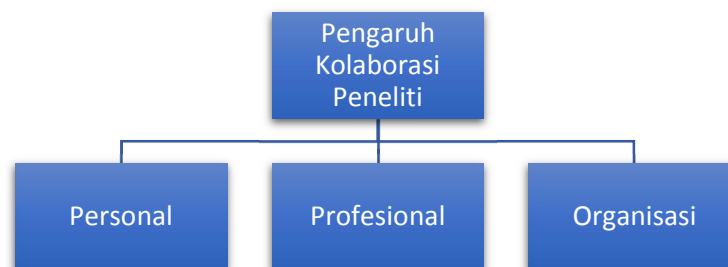 Pengaruh
Kolaborasi
Peneliti
Personal
Profesional
Organisasi